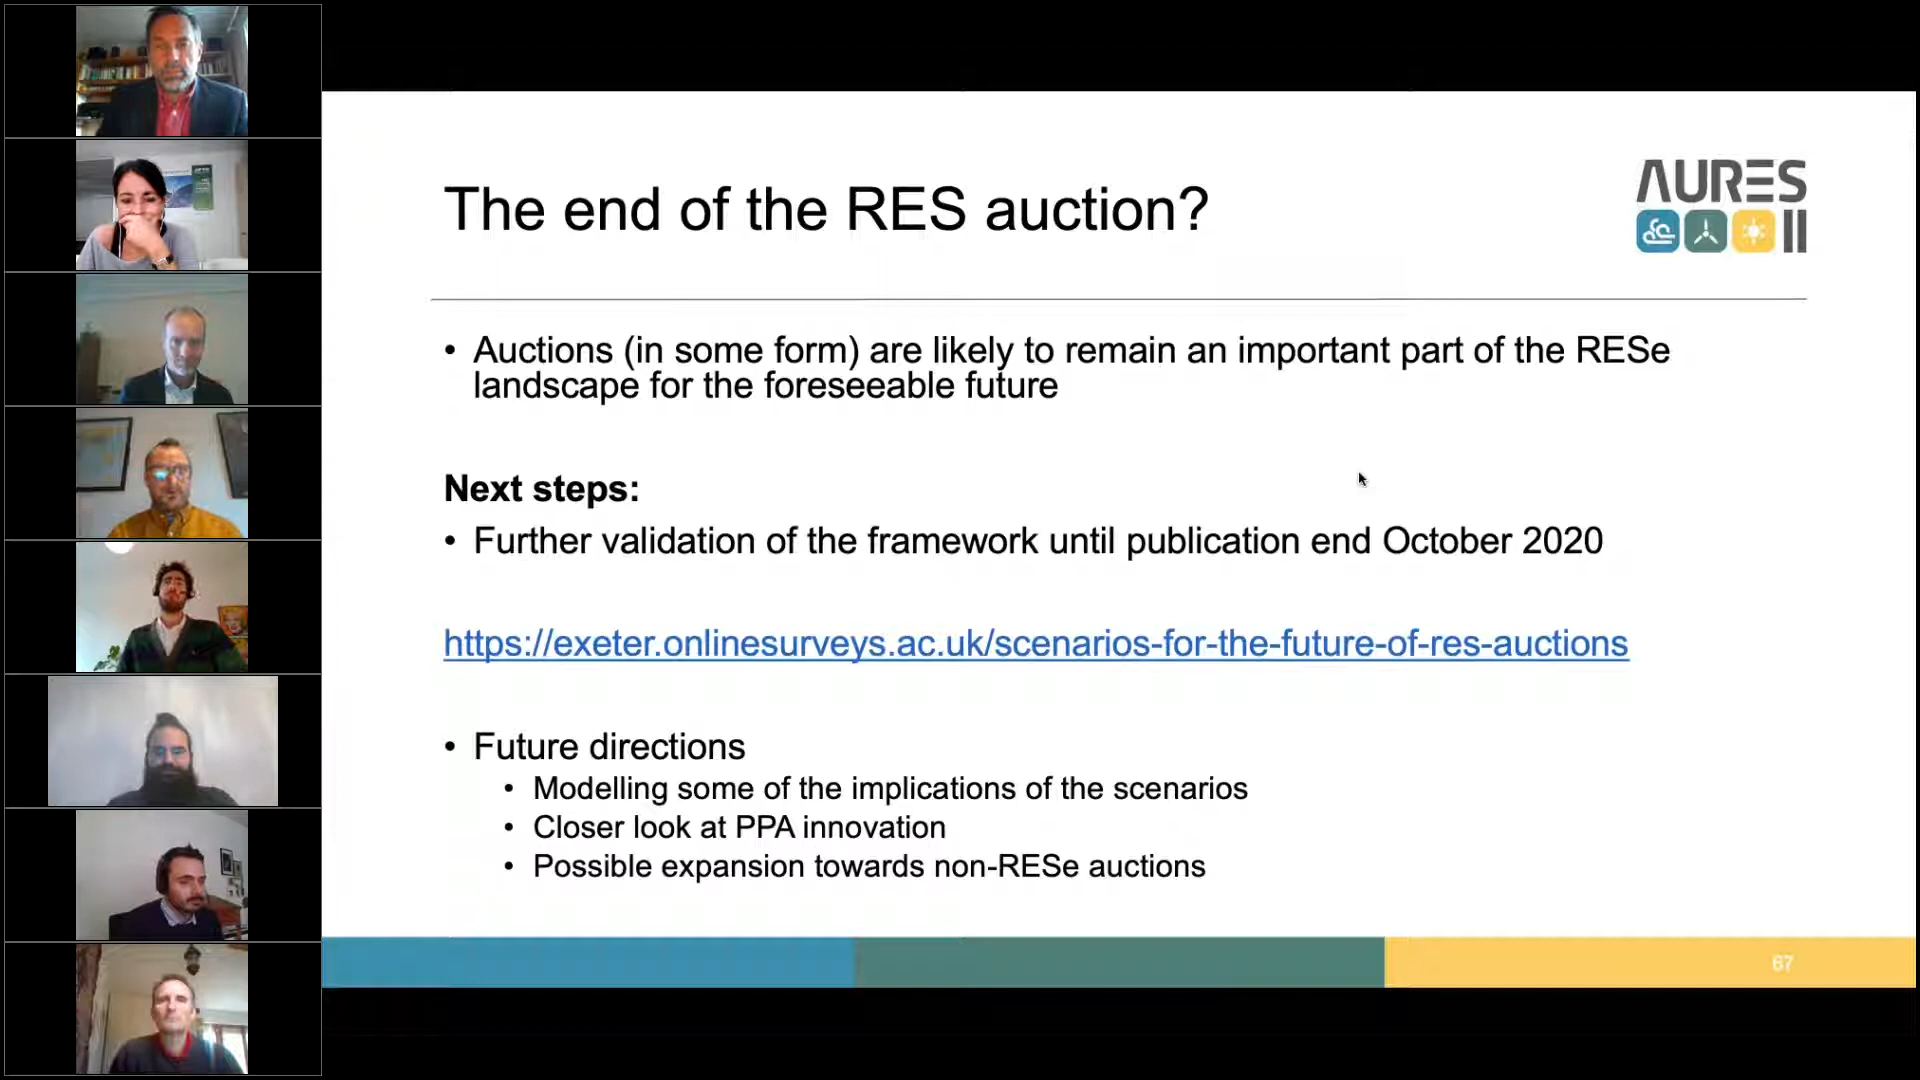 The end of the RES auction?
AURES
II
• Auctions (in some form) are likely to remain an important part of the RESe
landscape for the foreseeable future
Next steps:
• Further validation of the framework until publication end October 2020
https://exeter.onlinesurveys.ac.uk/scenarios-for-the-future-of-res-auctions
• Future directions
• Modelling some of the implications of the scenarios
• Closer look at PPA innovation
• Possible expansion towards non-RESe auctions
67